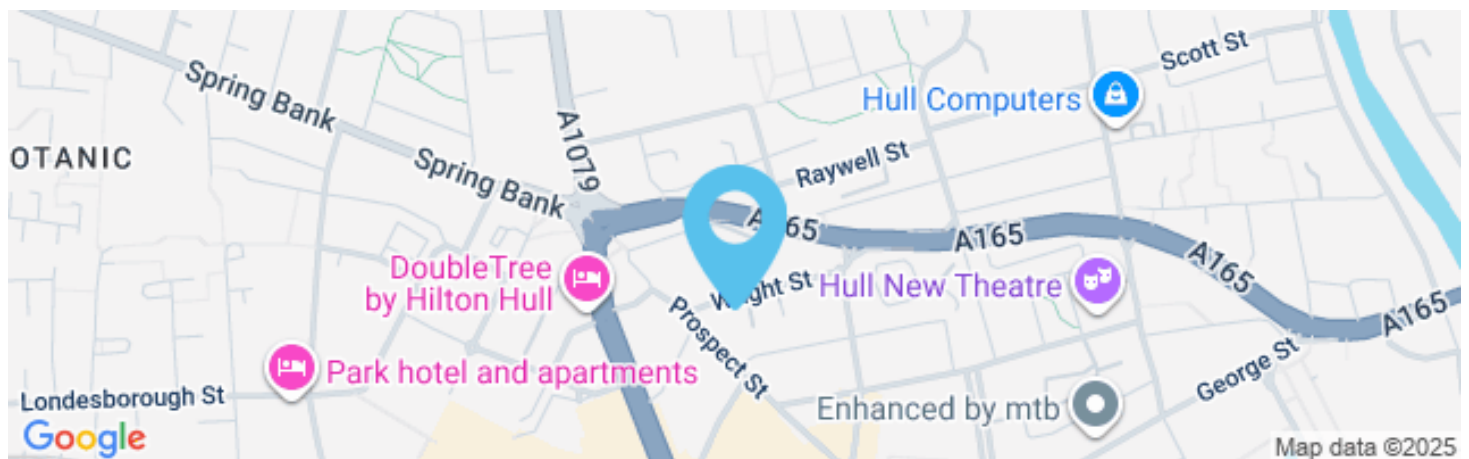 Scott St
Spring Bank
Hull Computers
A1079
OTANIC
Raywell St
Spring Bank
A165
A165
A165
A165
DoubleTree
by Hilton Hull
Hull New Theatre
Prospect St
George St
Park hotel and apartments
Londesborough St
Enhanced by mtb
Google
Map data ©2025